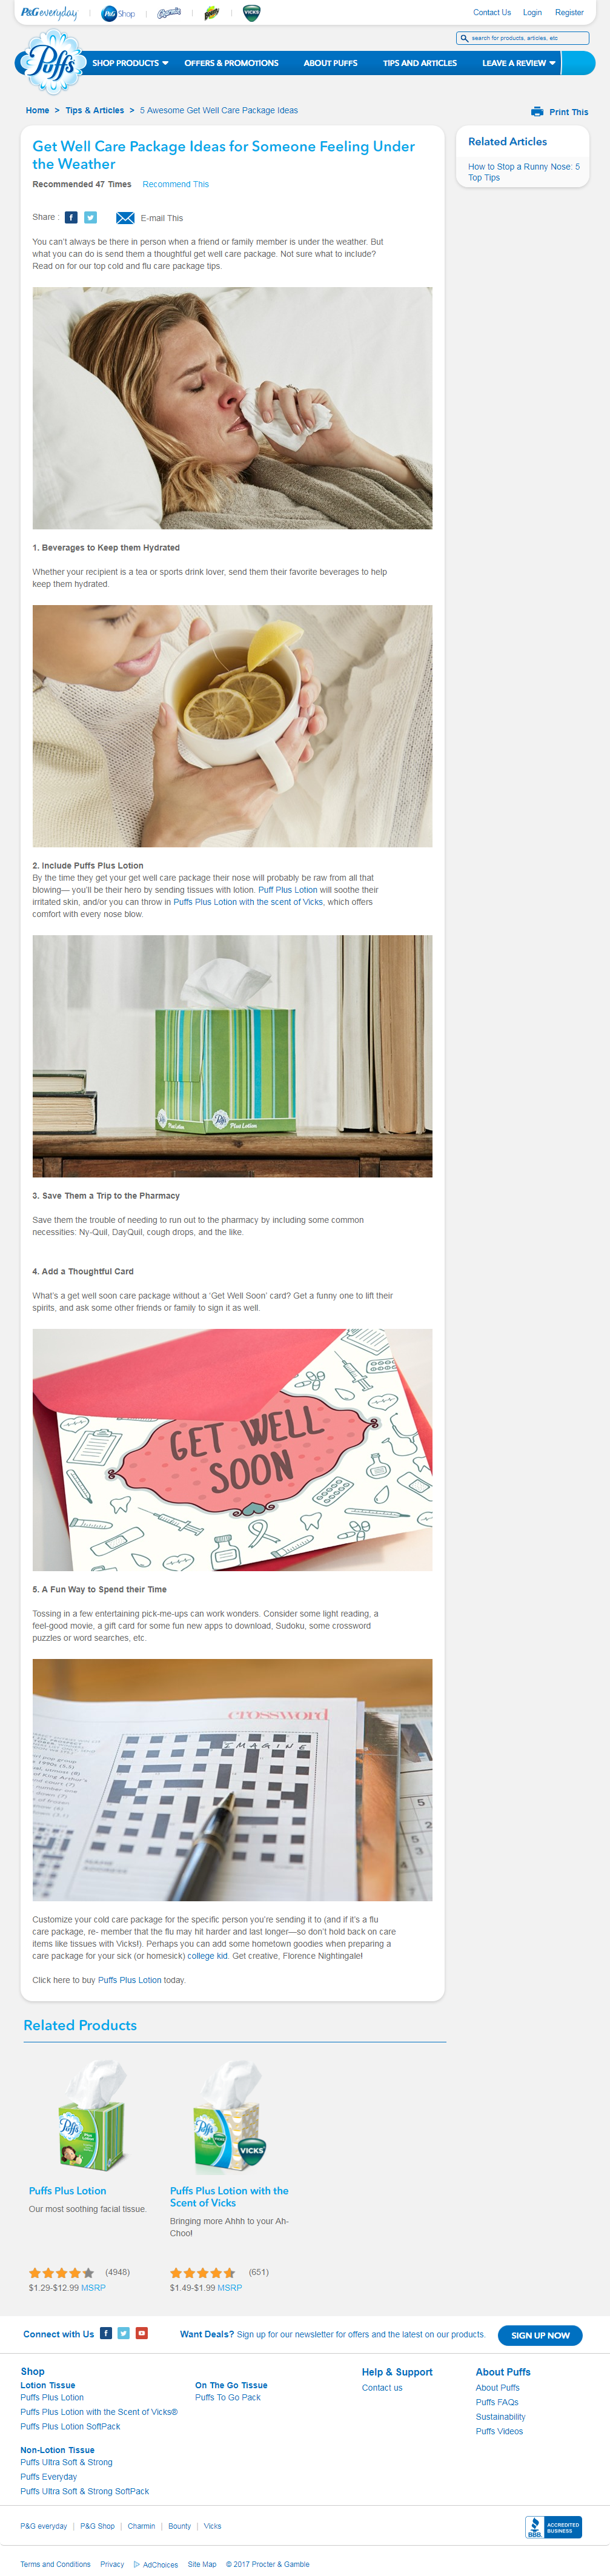 P&G everyday | P&G Shop | Charmin | Bounty | VICKS
Contact Us Login Register
search for products, articles, etc
Puffs
SHOP PRODUCTS OFFERS & PROMOTIONS ABOUT PUFFS TIPS AND ARTICLES LEAVE A REVIEW
Home > Tips & Articles > 5 Awesome Get Well Care Package Ideas
Print This
Get Well Care Package Ideas for Someone Feeling Under
the Weather
Recommended 47 Times Recommend This
Share : E-mail This
You can't always be there in person when a friend or family member is under the weather. But
what you can do is send them a thoughtful get well care package. Not sure what to include?
Read on for our top cold and flu care package tips.
Related Articles
How to Stop a Runny Nose: 5
Top Tips
1. Beverages to Keep them Hydrated
Whether your recipient is a tea or sports drink lover, send them their favorite beverages to help
keep them hydrated.
2. Include Puffs Plus Lotion
By the time they get your get well care package their nose will probably be raw from all that
blowing— you'll be their hero by sending tissues with lotion. Puff Plus Lotion will soothe their
irritated skin, and/or you can throw in Puffs Plus Lotion with the scent of Vicks, which offers
comfort with every nose blow.
Puffs Plus Lotion Puffs Plus Lotion
3. Save Them a Trip to the Pharmacy
Save them the trouble of needing to run out to the pharmacy by including some common
necessities: Ny-Quil, DayQuil, cough drops, and the like.
4. Add a Thoughtful Card
What's a get well soon care package without a 'Get Well Soon' card? Get a funny one to lift their
spirits, and ask some other friends or family to sign it as well.
GET WELL
SOON
5. A Fun Way to Spend their Time
Tossing in a few entertaining pick-me-ups can work wonders. Consider some light reading, a
feel-good movie, a gift card for some fun new apps to download, Sudoku, some crossword
puzzles or word searches, etc.
crossword
IMAGINE
Customize your cold care package for the specific person you're sending it to (and if it's a flu
care package, re- member that the flu may hit harder and last longer—so don't hold back on care
items like tissues with Vicks!). Perhaps you can add some hometown goodies when preparing a
care package for your sick (or homesick) college kid. Get creative, Florence Nightingale!
Click here to buy Puffs Plus Lotion today.
Related Products
Puffs
Puffs VICKS
Puffs Plus Lotion
Our most soothing facial tissue.
(4948)
$1.29-$12.99 MSRP
Puffs Plus Lotion with the
Scent of Vicks
Bringing more Ahhh to your Ah-
Choo!
(651)
$1.49-$1.99 MSRP
Connect with Us
Want Deals? Sign up for our newsletter for offers and the latest on our products. SIGN UP NOW
Shop
Lotion Tissue
Puffs Plus Lotion
Puffs Plus Lotion with the Scent of Vicks®
Puffs Plus Lotion SoftPack
Non-Lotion Tissue
Puffs Ultra Soft & Strong
Puffs Everyday
Puffs Ultra Soft & Strong SoftPack
On The Go Tissue
Puffs To Go Pack
Help & Support
Contact us
About Puffs
About Puffs
Puffs FAQs
Sustainability
Puffs Videos
P&G everyday | P&G Shop | Charmin | Bounty | Vicks
BBB. ACCREDITED
BUSINESS
Terms and Conditions Privacy AdChoices Site Map © 2017 Procter & Gamble